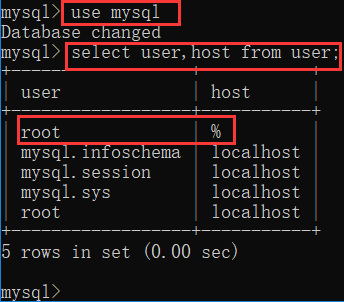 mysql> use mysql
Database changed
mysql> select user,host from user;
+------------------+-----------+
| user             | host      |
+------------------+-----------+
| root             | %         |
| mysql.infoschema | localhost |
| mysql.session    | localhost |
| mysql.sys        | localhost |
| root             | localhost |
+------------------+-----------+
5 rows in set (0.00 sec)
mysql>